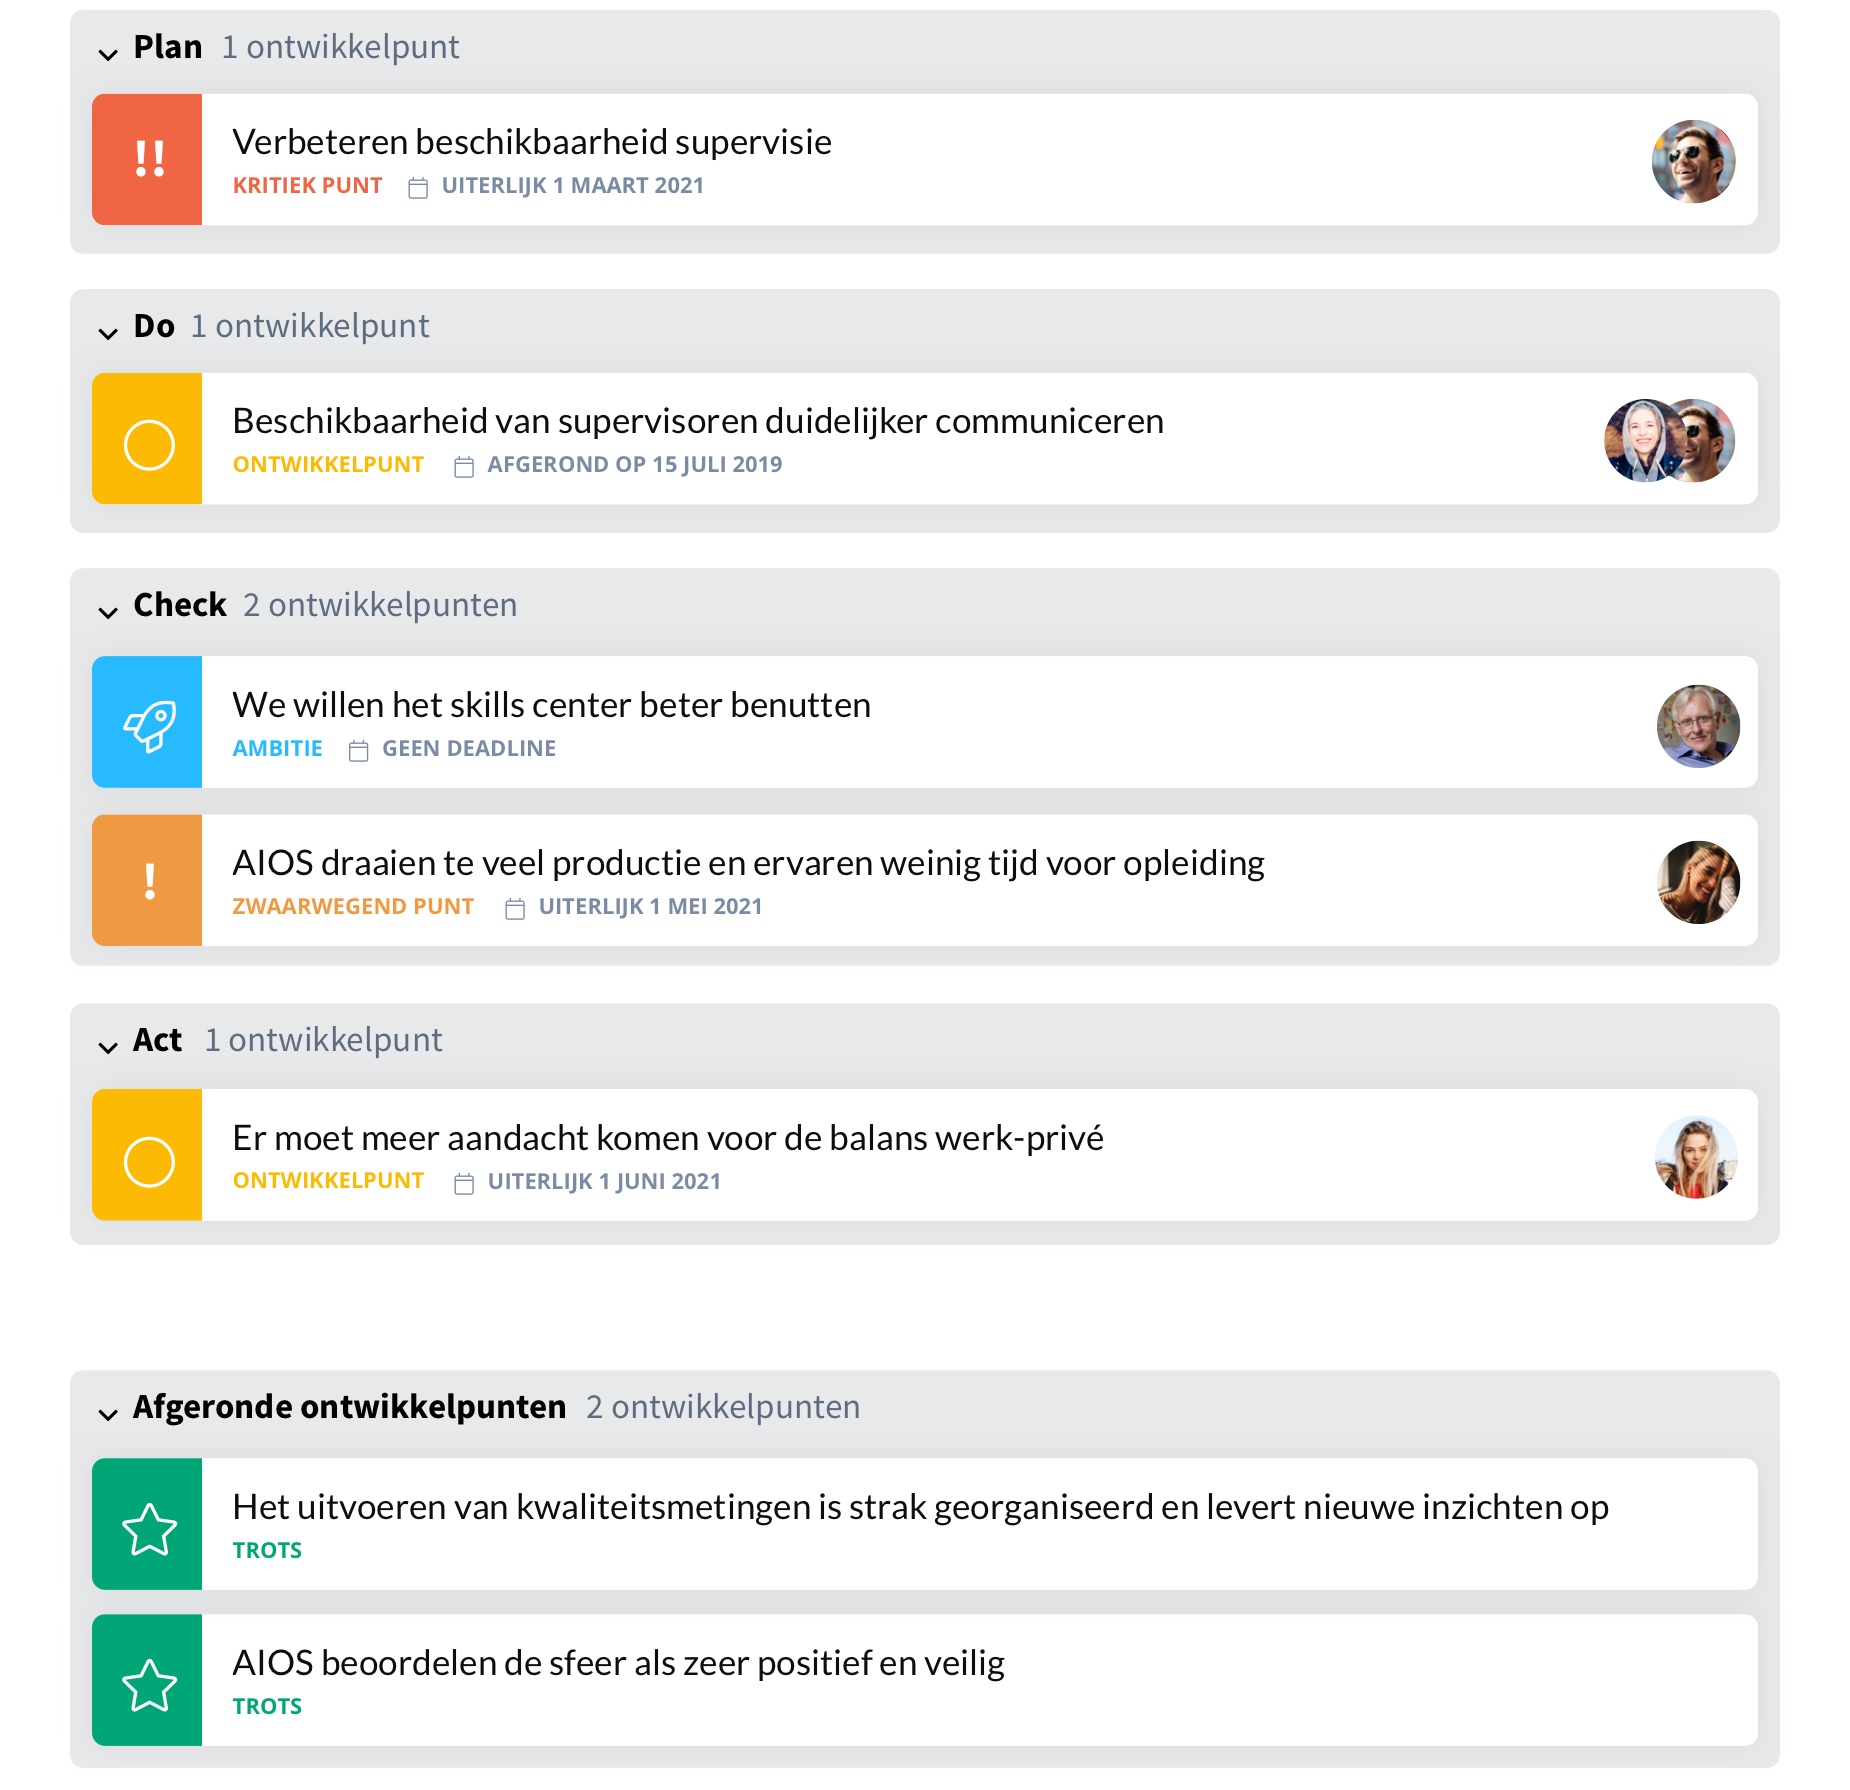 Plan 1 ontwikkelpunt
!! Verbeteren beschikbaarheid supervisie
KRITIEK PUNT UITERLIJK 1 MAART 2021
Do 1 ontwikkelpunt
Beschikbaarheid van supervisoren duidelijker communiceren
ONTWIKKELPUNT AFGEROND OP 15 JULI 2019
Check 2 ontwikkelpunten
We willen het skills center beter benutten
AMBITIE GEEN DEADLINE
! AIOS draaien te veel productie en ervaren weinig tijd voor opleiding
ZWAARWEGEND PUNT UITERLIJK 1 MEI 2021
Act 1 ontwikkelpunt
Er moet meer aandacht komen voor de balans werk-privé
ONTWIKKELPUNT UITERLIJK 1 JUNI 2021
Afgeronde ontwikkelpunten 2 ontwikkelpunten
Het uitvoeren van kwaliteitsmetingen is strak georganiseerd en levert nieuwe inzichten op
TROTS
AIOS beoordelen de sfeer als zeer positief en veilig
TROTS